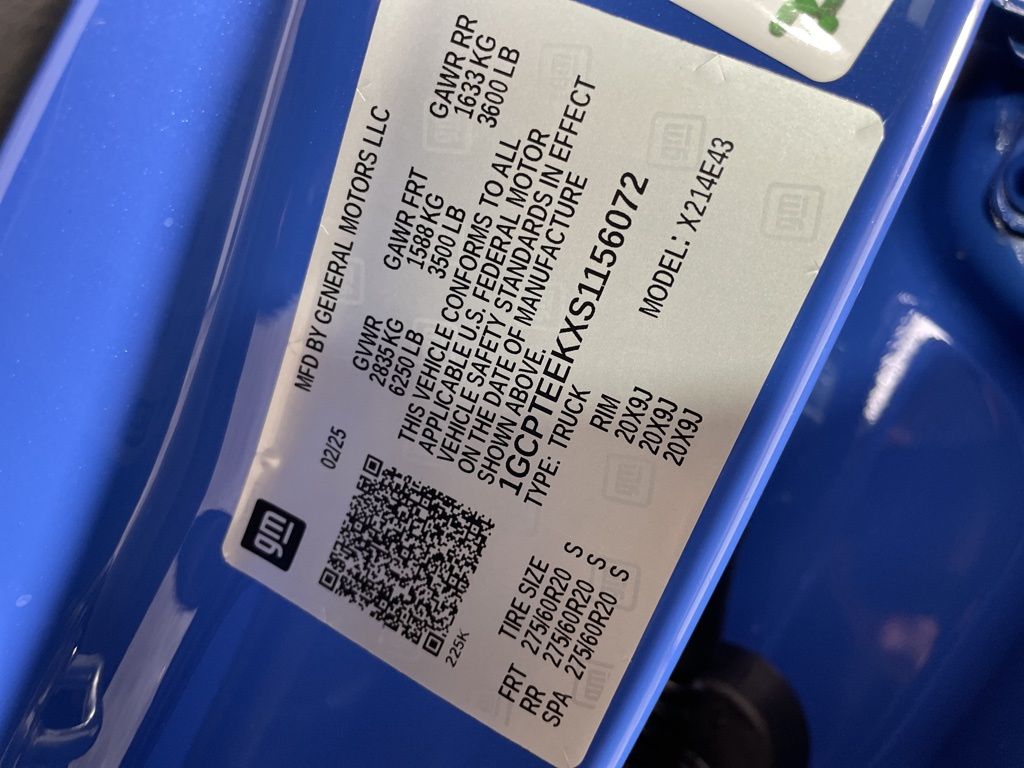 gm
02/25
MFD BY GENERAL MOTORS LLC
GVWR GAWR FRT GAWR RR
2835 KG 1588 KG 1633 KG
6250 LB 3500 LB 3600 LB
THIS VEHICLE CONFORMS TO ALL
APPLICABLE U.S. FEDERAL MOTOR
VEHICLE SAFETY STANDARDS IN EFFECT
ON THE DATE OF MANUFACTURE
SHOWN ABOVE.
1GCPTEEKXS1156072
TYPE: TRUCK MODEL: X214E43
225K
TIRE SIZE RIM
FRT 275/60R20 S 20X9J
RR 275/60R20 S 20X9J
SPA 275/60R20 S 20X9J